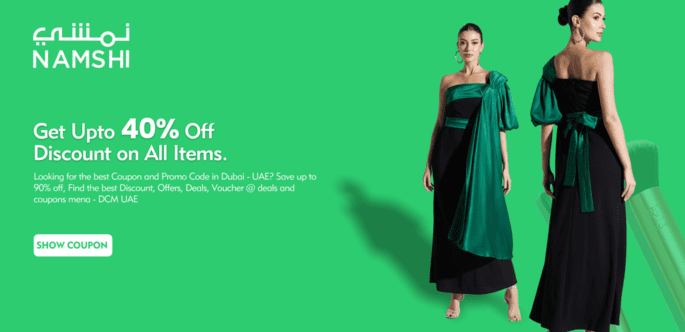 نمشي
NAMSHI
Get Upto 40% Off
Discount on All Items.
Looking for the best Coupon and Promo Code in Dubai - UAE? Save up to
90% off, Find the best Discount, Offers, Deals, Voucher @ deals and
coupons mena - DCM UAE
SHOW COUPON